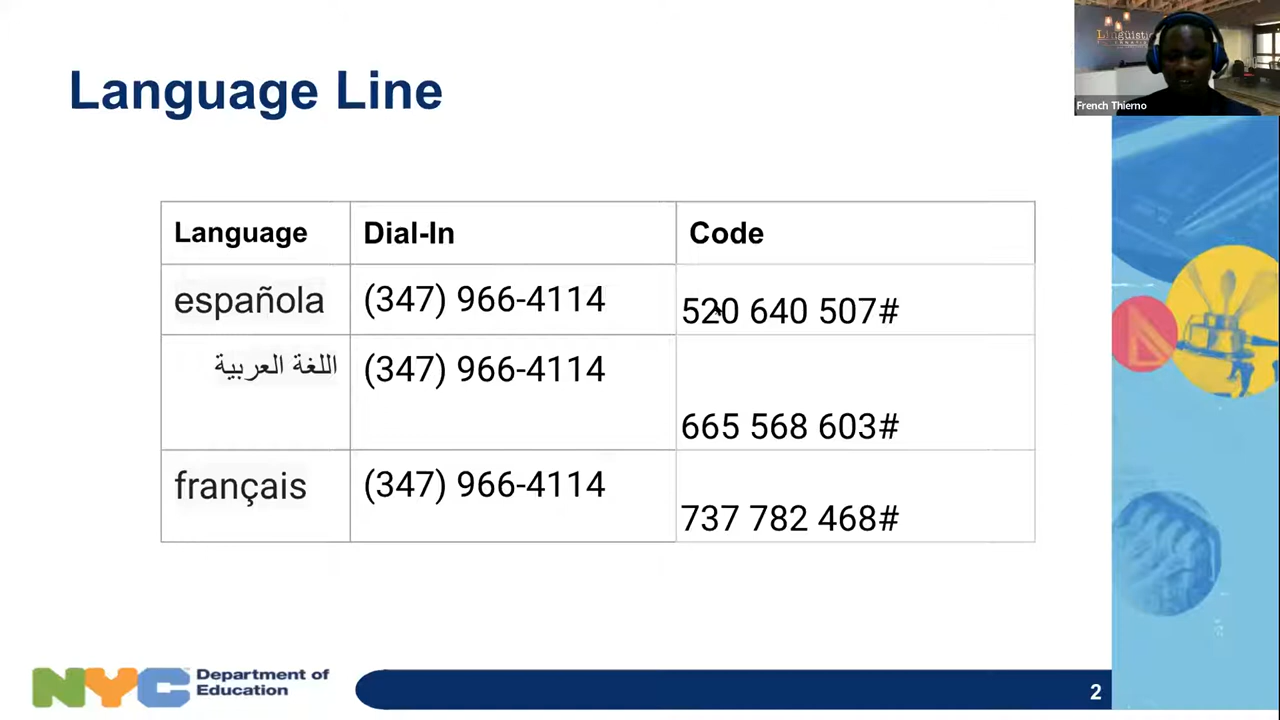 Language Line
French Thierno
Language Dial-In Code
española (347) 966-4114 520 640 507#
اللغة العربية (347) 966-4114 665 568 603#
français (347) 966-4114 737 782 468#
NYC Department of
Education
2